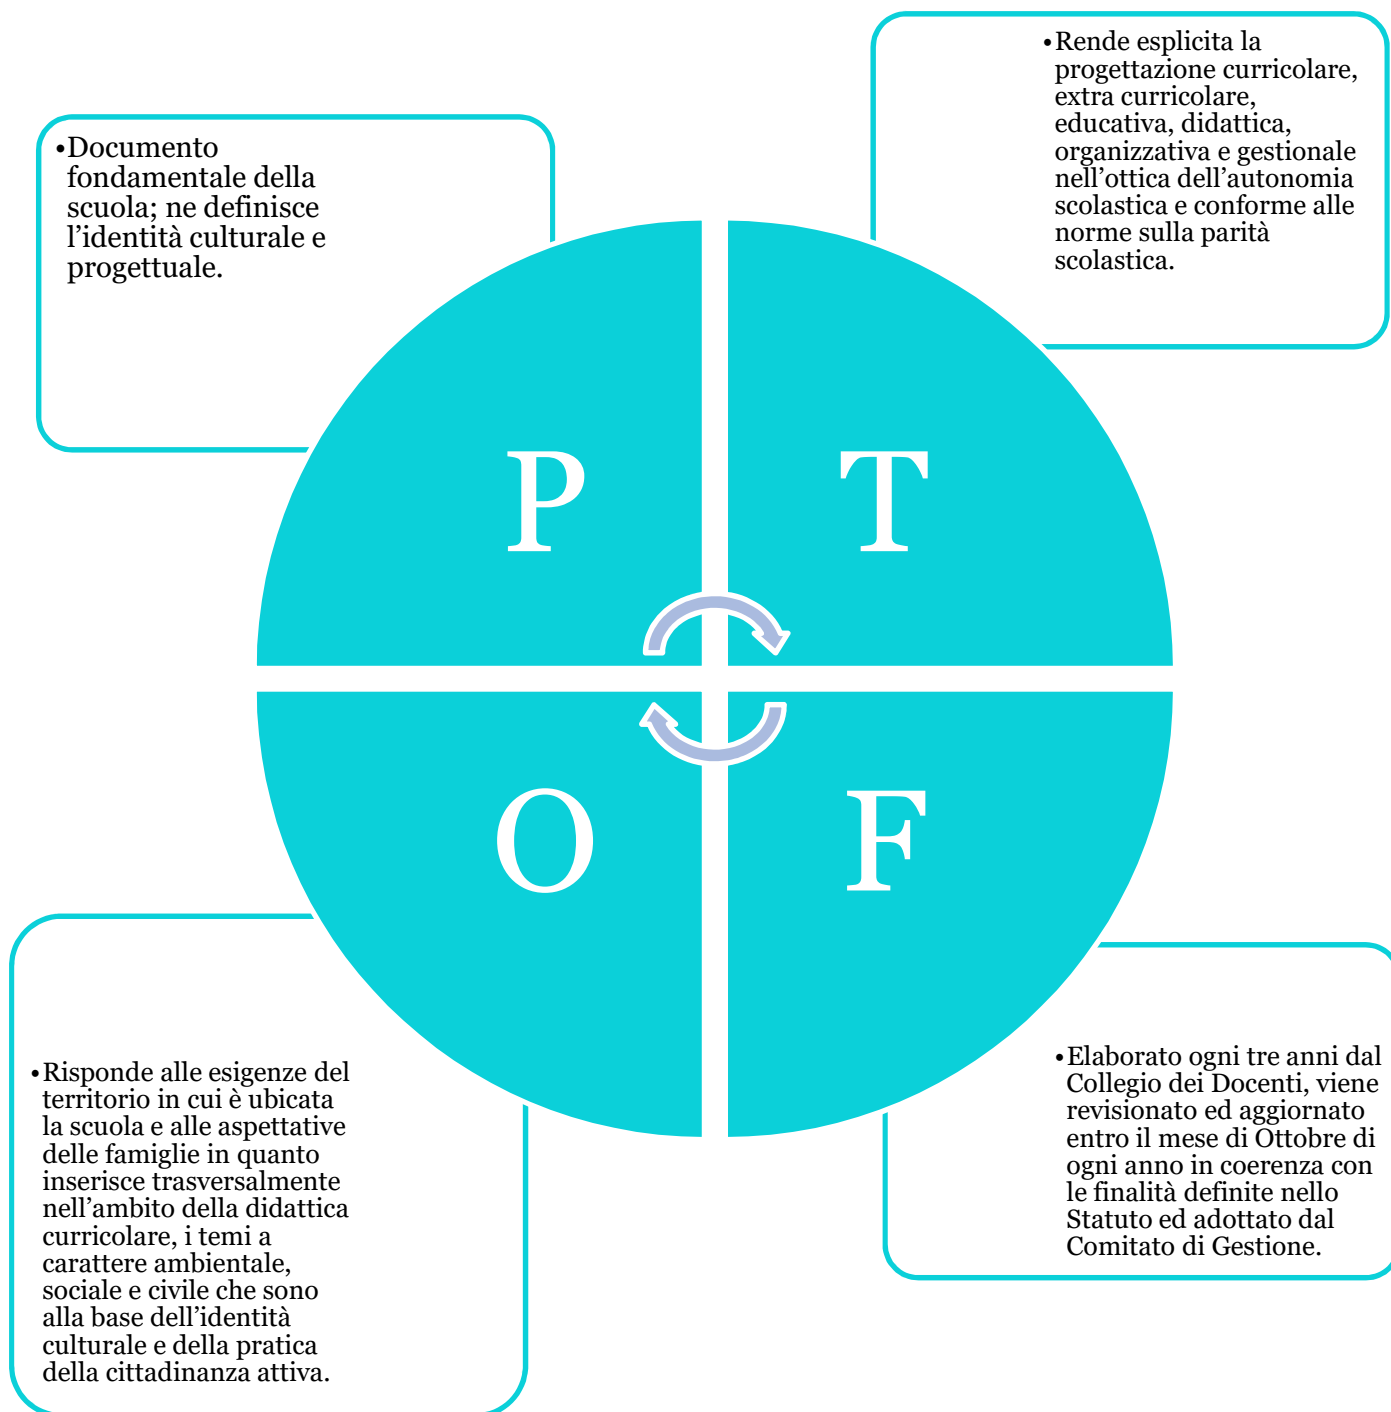 •Documento
fondamentale della
scuola; ne definisce
l'identità culturale e
progettuale.
•Rende esplicita la
progettazione curricolare,
extra curricolare,
educativa, didattica,
organizzativa e gestionale
nell'ottica dell'autonomia
scolastica e conforme alle
norme sulla parità
scolastica.
P
T
O
F
•Risponde alle esigenze del
territorio in cui è ubicata
la scuola e alle aspettative
delle famiglie in quanto
inserisce trasversalmente
nell'ambito della didattica
curricolare, i temi a
carattere ambientale,
sociale e civile che sono
alla base dell'identità
culturale e della pratica
della cittadinanza attiva.
•Elaborato ogni tre anni dal
Collegio dei Docenti, viene
revisionato ed aggiornato
entro il mese di Ottobre di
ogni anno in coerenza con
le finalità definite nello
Statuto ed adottato dal
Comitato di Gestione.